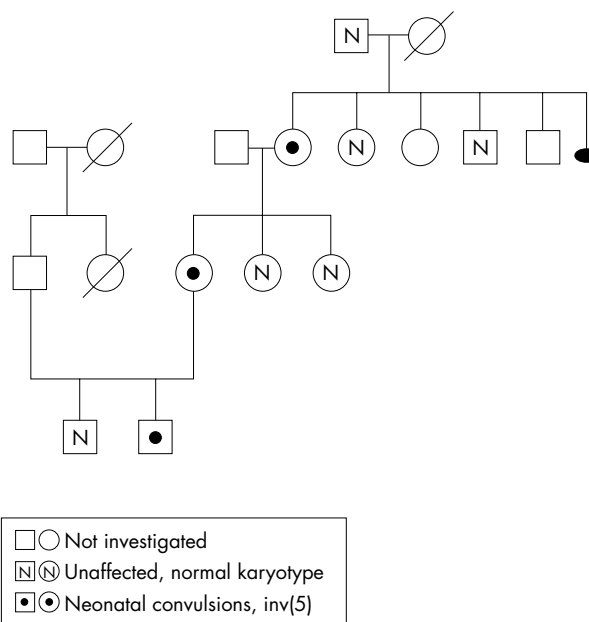 N
N
N
N
N
N
Not investigated
N N Unaffected, normal karyotype
Neonatal convulsions, inv(5)